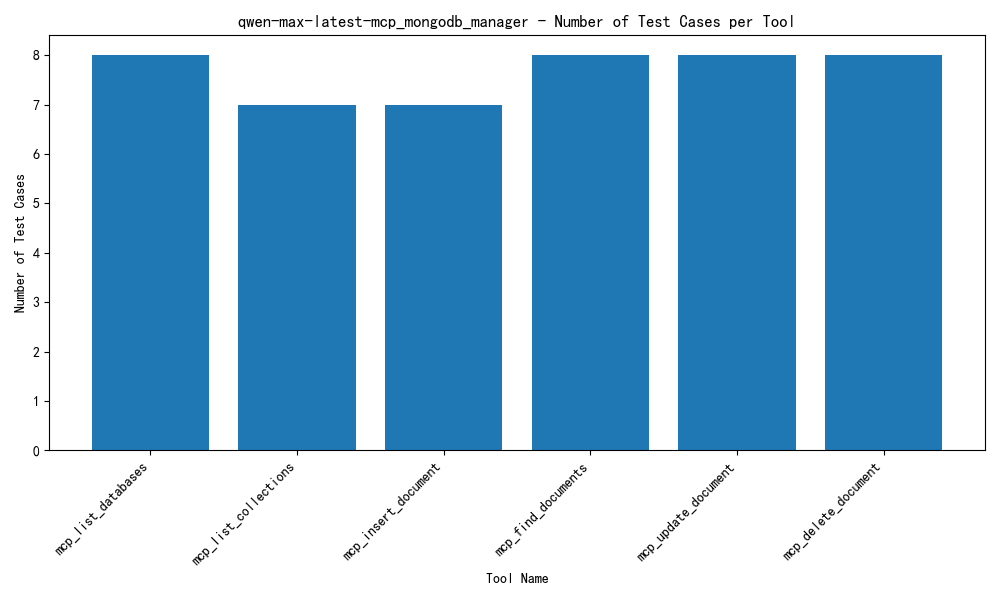 qwen-max-latest-mcp_mongodb_manager - Number of Test Cases per Tool
Number of Test Cases
8
7
6
5
4
3
2
1
0
mcp_list_databases
mcp_list_collections
mcp_insert_document
mcp_find_documents
mcp_update_document
mcp_delete_document
Tool Name